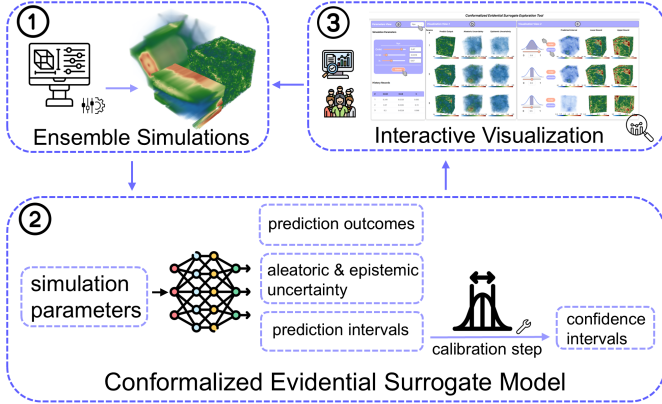 1
Ensemble Simulations
3
Conformalized Evidential Surrogate Exploration Tool
Interactive Visualization
2
simulation
parameters
prediction outcomes
aleatoric & epistemic
uncertainty
prediction intervals
calibration step
confidence
intervals
Conformalized Evidential Surrogate Model